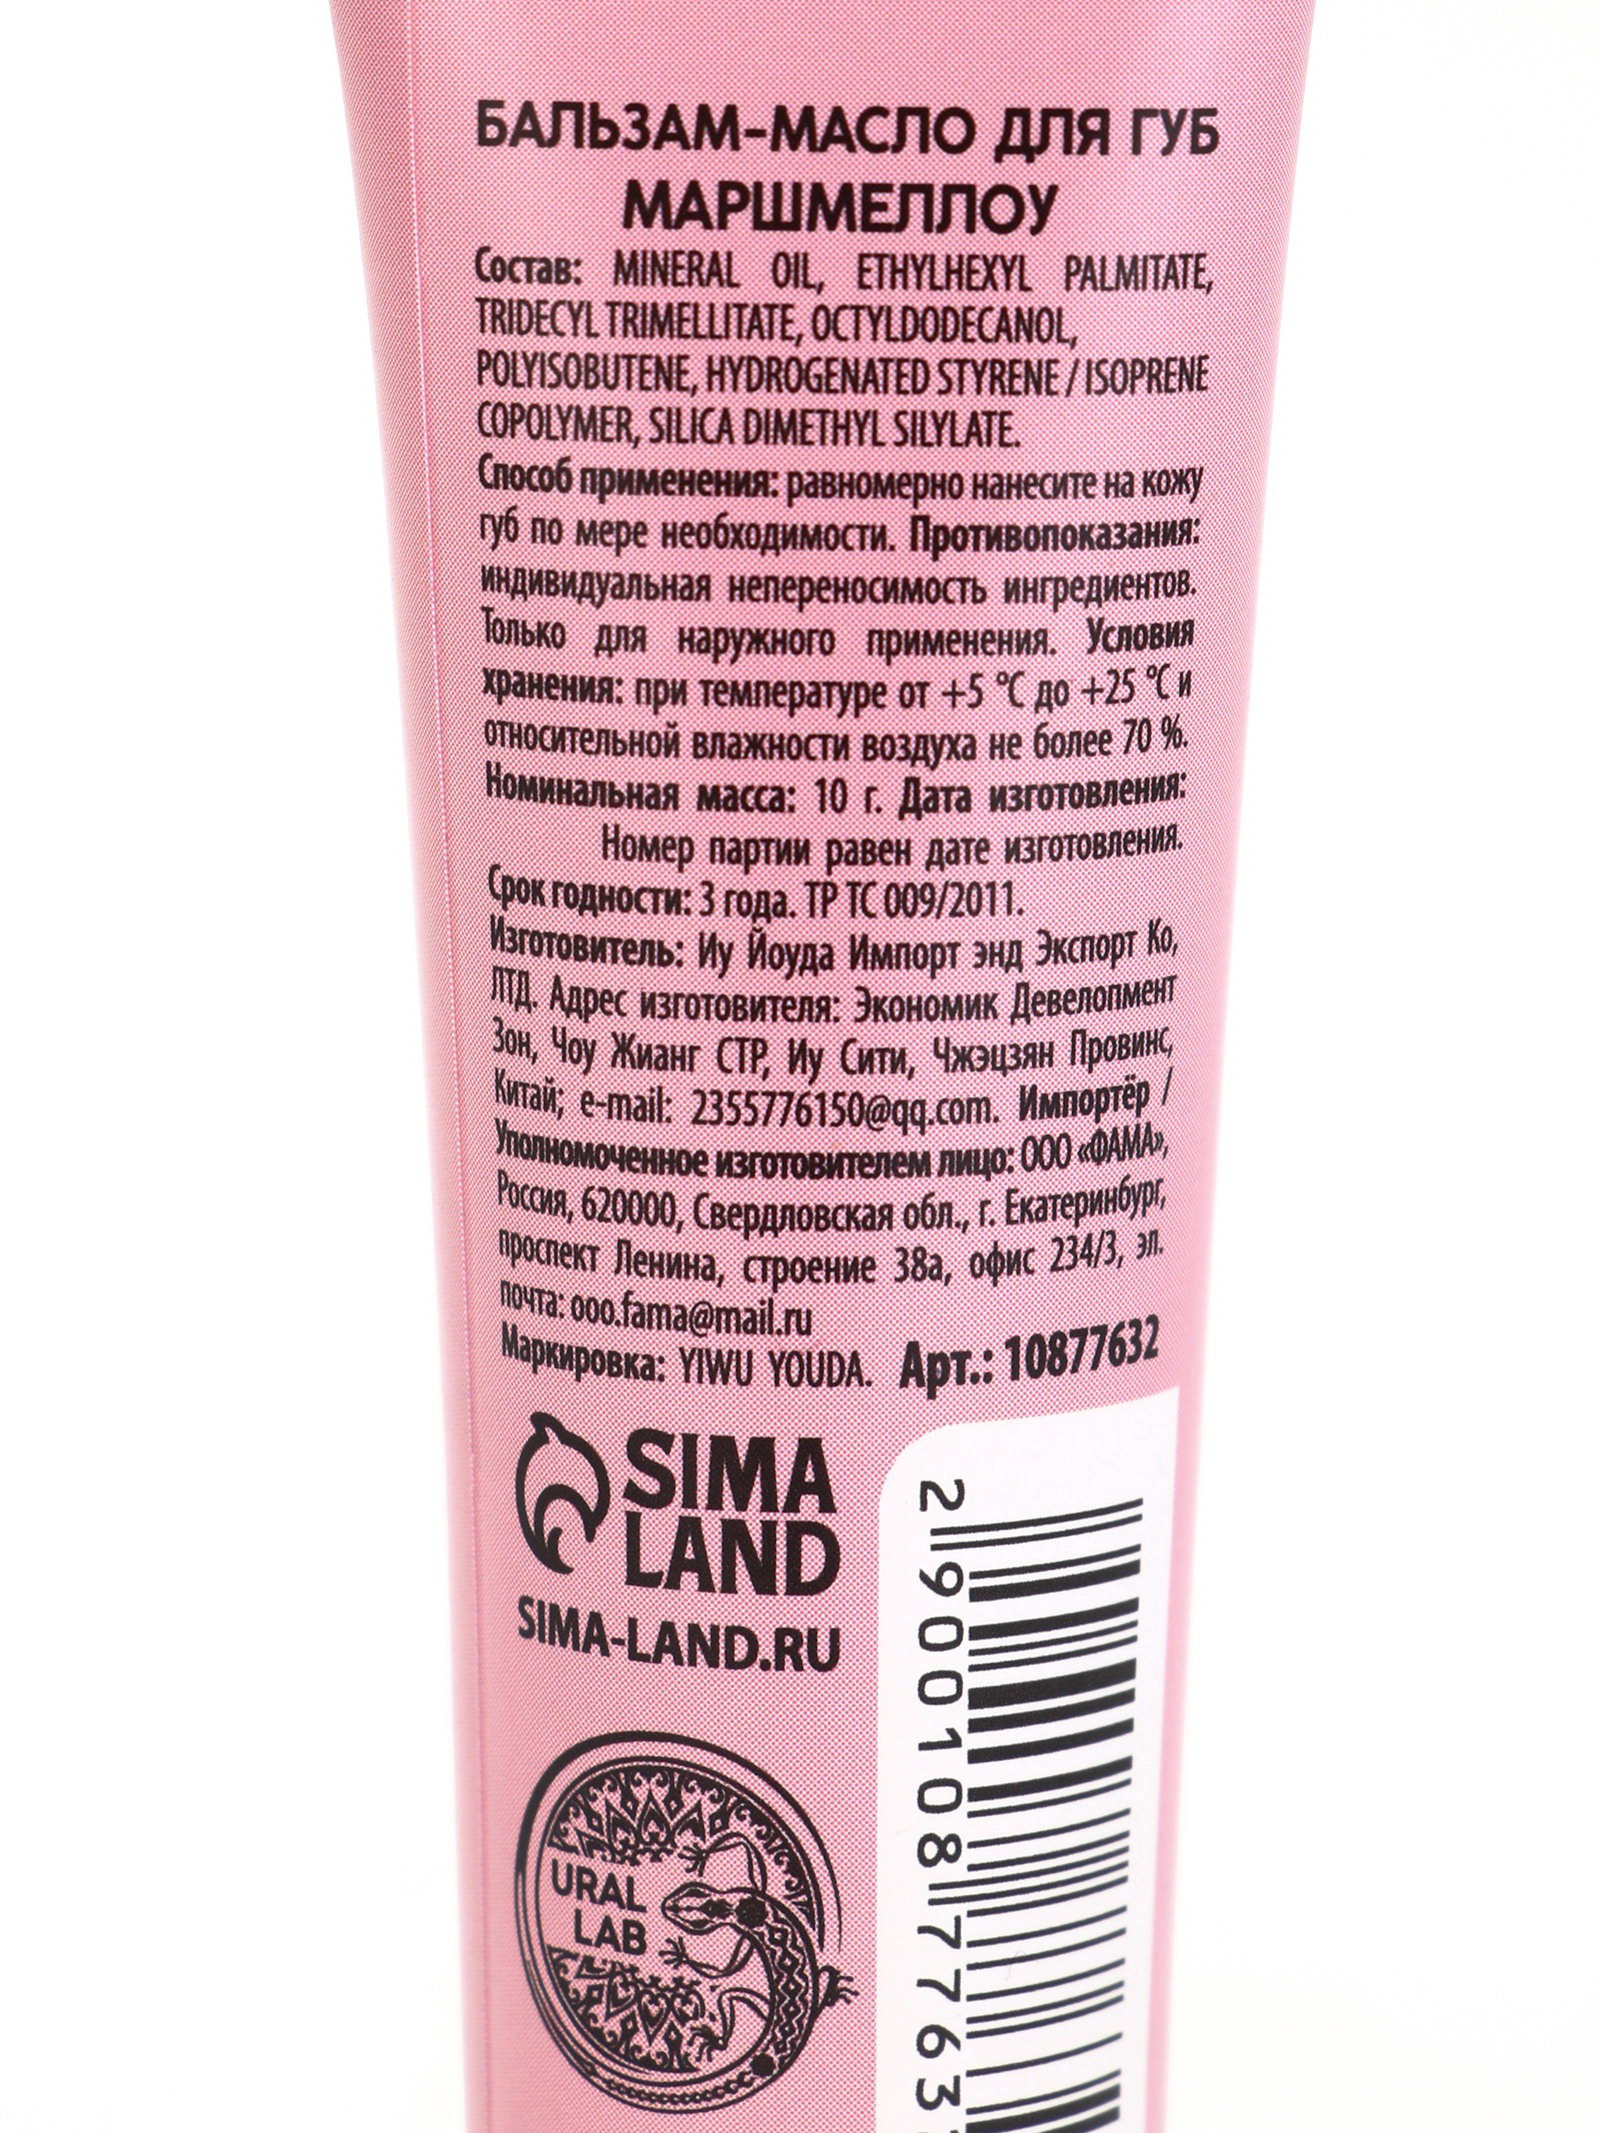 БАЛЬЗАМ-МАСЛО ДЛЯ ГУБ
МАРШМЕЛЛОУ
Состав: MINERAL OIL, ETHYLHEXYL PALMITATE,
TRIDECYL TRIMELLITATE, OCTYLDODECANOL,
POLYISOBUTENE, HYDROGENATED STYRENE / ISOPRENE
COPOLYMER, SILICA DIMETHYL SILYLATE.
Способ применения: равномерно нанесите на кожу
губ по мере необходимости. Противопоказания:
индивидуальная непереносимость ингредиентов.
Только для наружного применения. Условия
хранения: при температуре от +5 °C до +25 °C и
относительной влажности воздуха не более 70 %.
Номинальная масса: 10 г. Дата изготовления:
Номер партии равен дате изготовления.
Срок годности: 3 года. ТР ТС 009/2011.
Изготовитель: Иу Йоуда Импорт энд Экспорт Ко,
ЛТД. Адрес изготовителя: Экономик Девелопмент
Зон, Чоу Жианг СТР, Иу Сити, Чжэцзян Провинс,
Китай; e-mail: 2355776150@qq.com. Импортёр /
Уполномоченное изготовителем лицо: ООО «ФАМА»,
Россия, 620000, Свердловская обл., г. Екатеринбург,
проспект Ленина, строение 38а, офис 234/3, эл.
почта: ooo.fama@mail.ru
Маркировка: YIWU YOUDA. Арт.: 10877632
SIMA
LAND
SIMA-LAND.RU
URAL
LAB
2 900108 7763